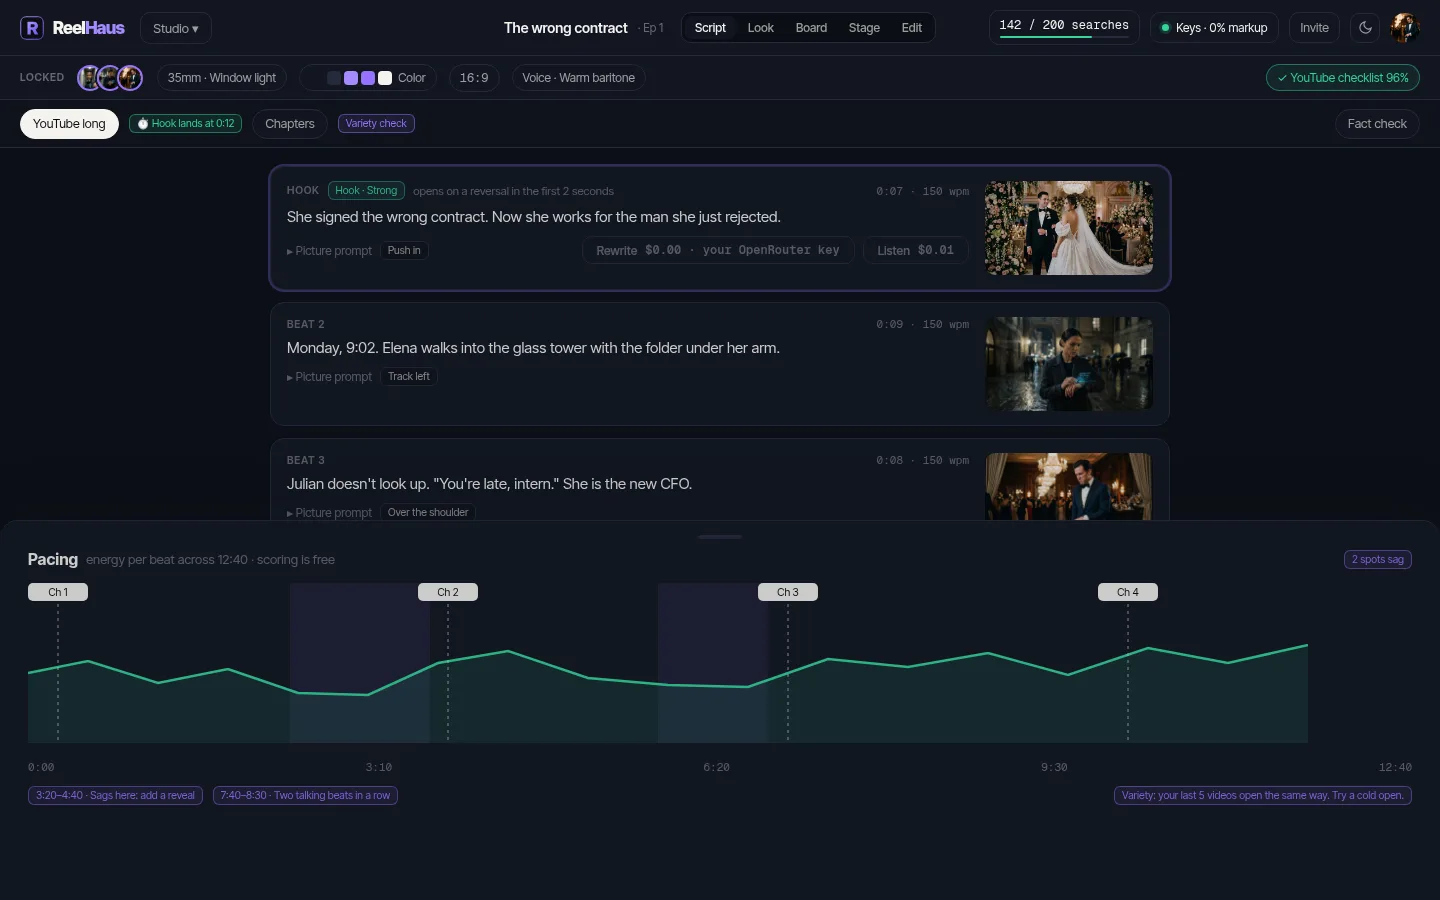 R ReelHaus Studio ▾ The wrong contract · Ep 1 Script Look Board Stage Edit 142 / 200 searches Keys · 0% markup Invite
LOCKED 35mm · Window light Color 16:9 Voice · Warm baritone ✓ YouTube checklist 96%
YouTube long ⏱ Hook lands at 0:12 Chapters Variety check Fact check
HOOK Hook · Strong opens on a reversal in the first 2 seconds 0:07 · 150 wpm
She signed the wrong contract. Now she works for the man she just rejected.
▸ Picture prompt Push in Rewrite $0.00 · your OpenRouter key Listen $0.01
BEAT 2 0:09 · 150 wpm
Monday, 9:02. Elena walks into the glass tower with the folder under her arm.
▸ Picture prompt Track left
BEAT 3 0:08 · 150 wpm
Julian doesn't look up. "You're late, intern." She is the new CFO.
▸ Picture prompt Over the shoulder
Pacing energy per beat across 12:40 · scoring is free 2 spots sag
Ch 1 Ch 2 Ch 3 Ch 4
0:00 3:10 6:20 9:30 12:40
3:20–4:40 · Sags here: add a reveal 7:40–8:30 · Two talking beats in a row Variety: your last 5 videos open the same way. Try a cold open.